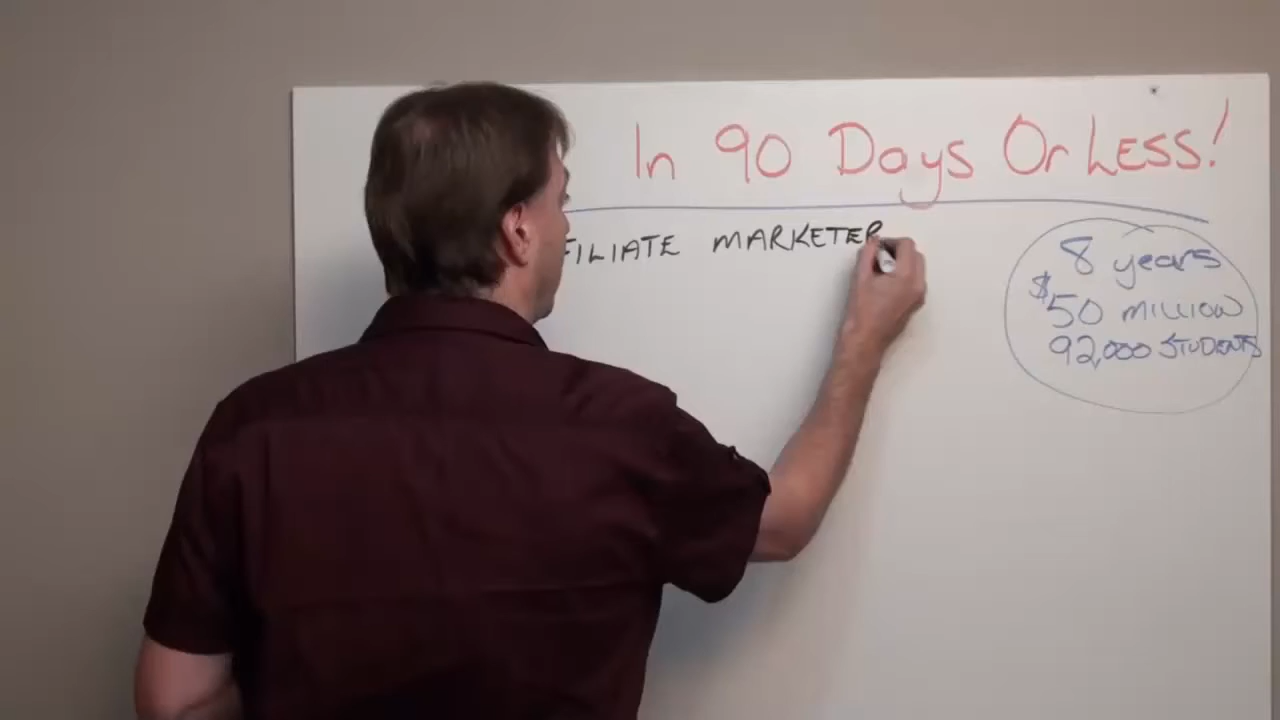 In 90 Days Or Less!
FILIATE MARKETER
8 years
$50 MILLION
92,000 STUDENTS